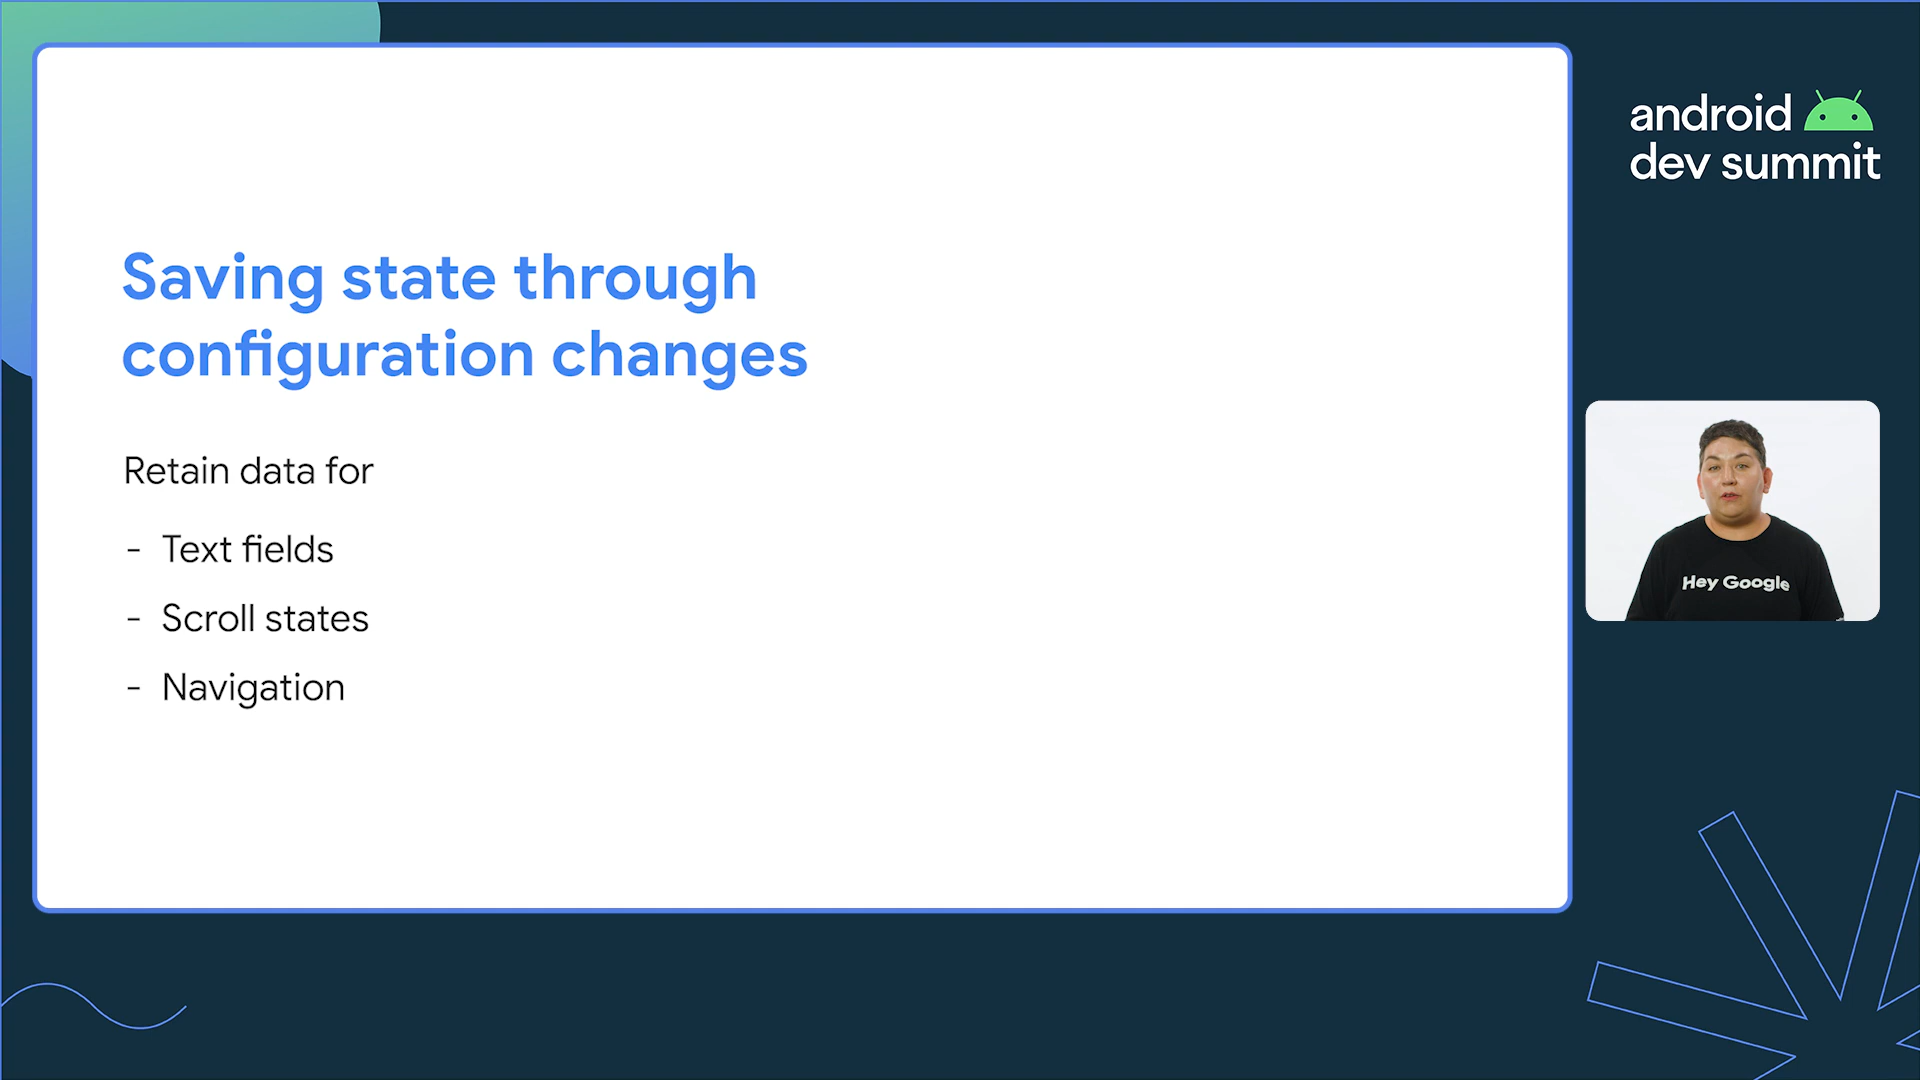 android
dev summit
Saving state through
configuration changes
Retain data for
- Text fields
- Scroll states
- Navigation
Hey Google